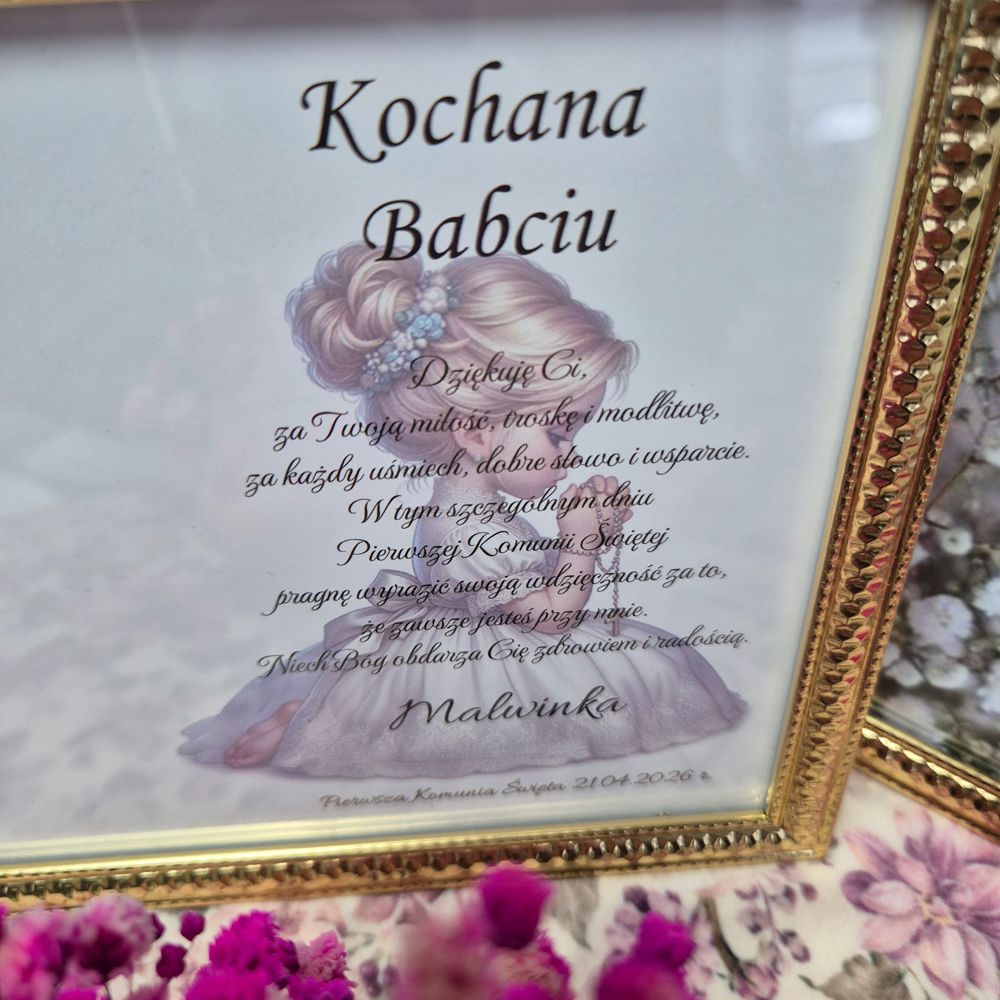 Kochana
Babciu
Dziękuję Ci,
za Twoją miłość, troskę i modlitwę,
za każdy uśmiech, dobre słowo i wsparcie.
W tym szczególnym dniu
Pierwszej Komunii Świętej
pragnę wyrazić swoją wdzięczność za to,
że zawsze jesteś przy mnie.
Niech Bóg obdarza Cię zdrowiem i radością.
Malwinka
Pierwsza Komunia Święta 21.04.2026 r.